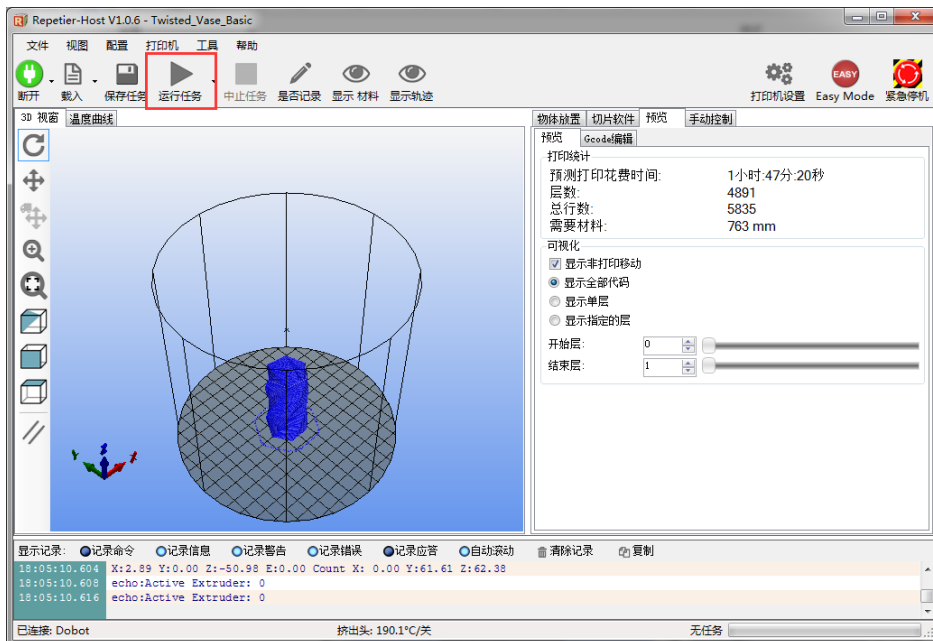 Repetier-Host V1.0.6 - Twisted_Vase_Basic
文件 视图 配置 打印机 工具 帮助
断开 载入 保存任务 运行任务 中止任务 是否记录 显示 材料 显示轨迹 打印机设置 Easy Mode 紧急停机
EASY
3D 视窗 温度曲线
物体放置 切片软件 预览 手动控制
预览 Gcode编辑
打印统计
预测打印花费时间: 1小时:47分:20秒
层数: 4891
总行数: 5835
需要材料: 763 mm
可视化
显示非打印移动
显示全部代码
显示单层
显示指定的层
开始层: 0
结束层: 1
显示记录: 记录命令 记录信息 记录警告 记录错误 记录应答 自动滚动 清除记录 复制
18:05:10.604 X:2.89 Y:0.00 Z:-50.98 E:0.00 Count X: 0.00 Y:61.61 Z:62.38
18:05:10.608 echo:Active Extruder: 0
18:05:10.616 echo:Active Extruder: 0
已连接: Dobot 挤出头: 190.1°C/关 无任务